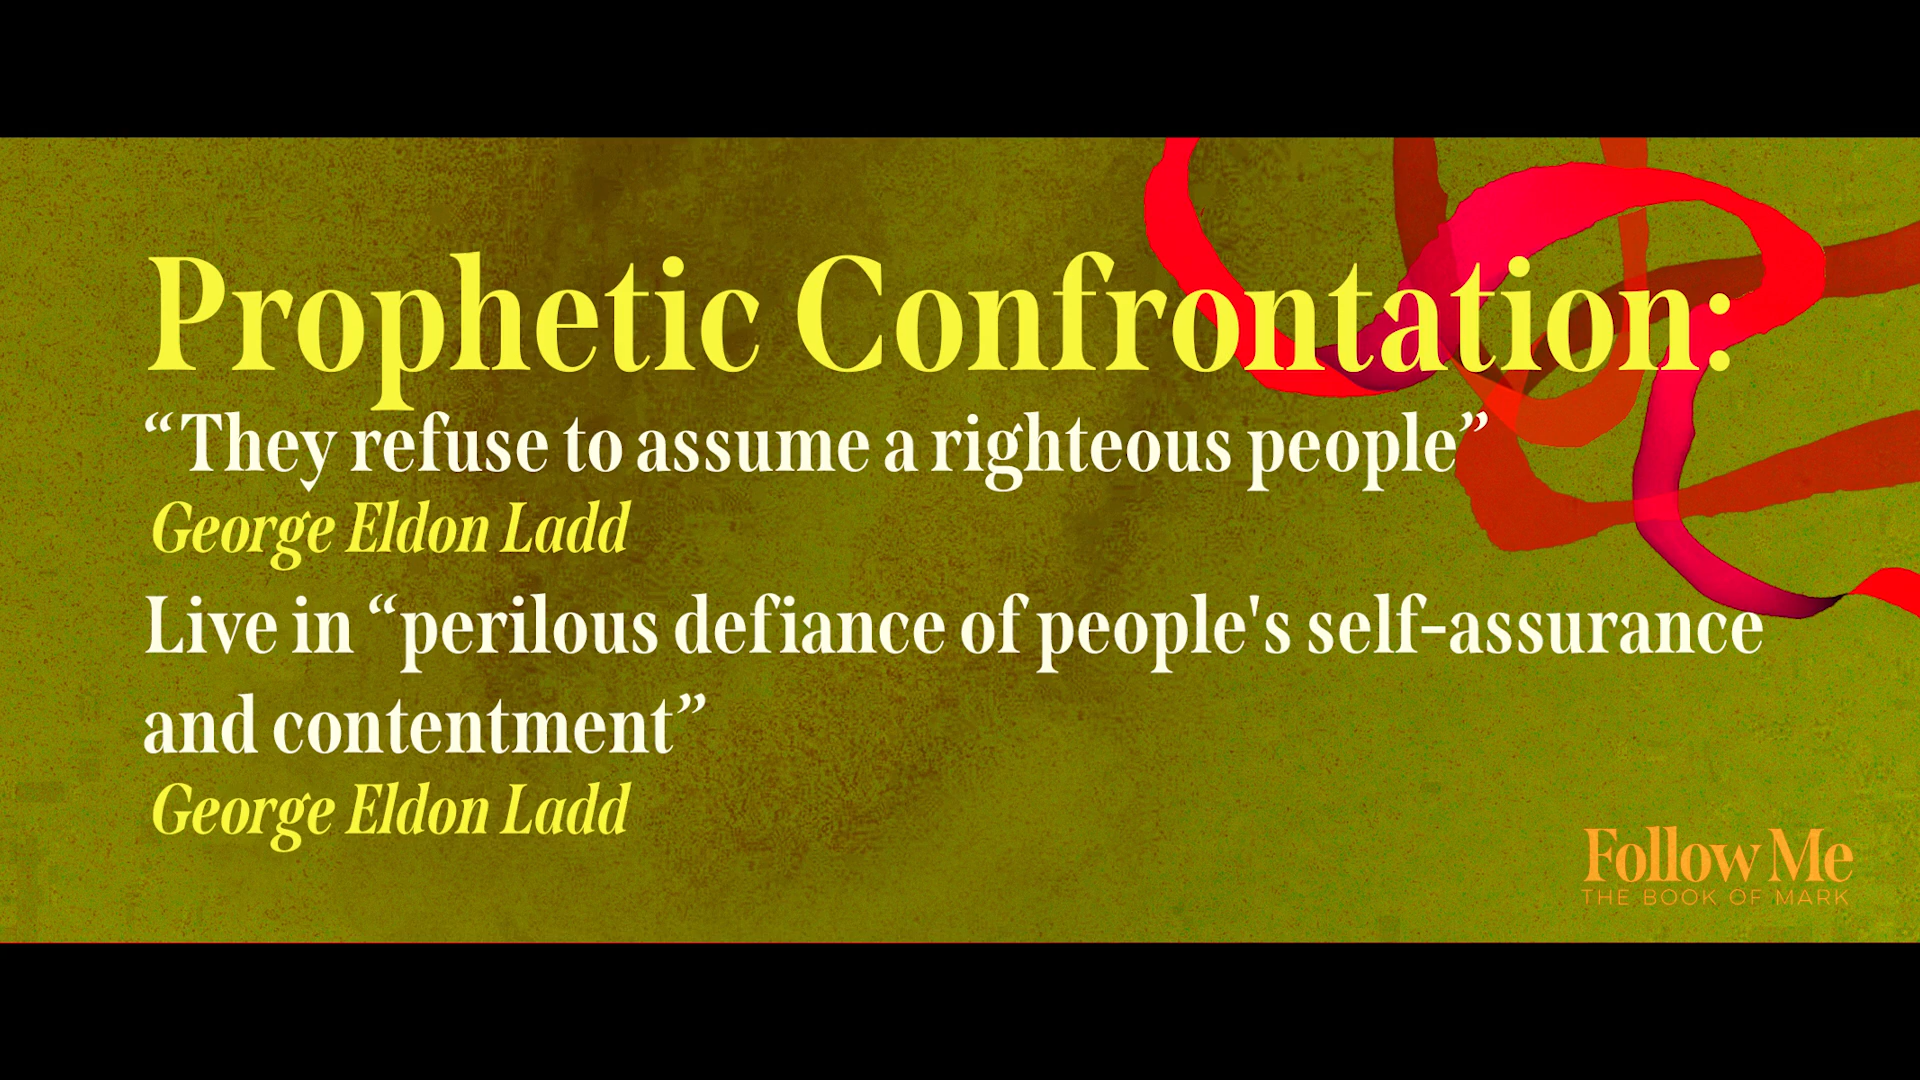 Prophetic Confrontation:
“They refuse to assume a righteous people”
George Eldon Ladd
Live in “perilous defiance of people's self-assurance
and contentment”
George Eldon Ladd
Follow Me
THE BOOK OF MARK